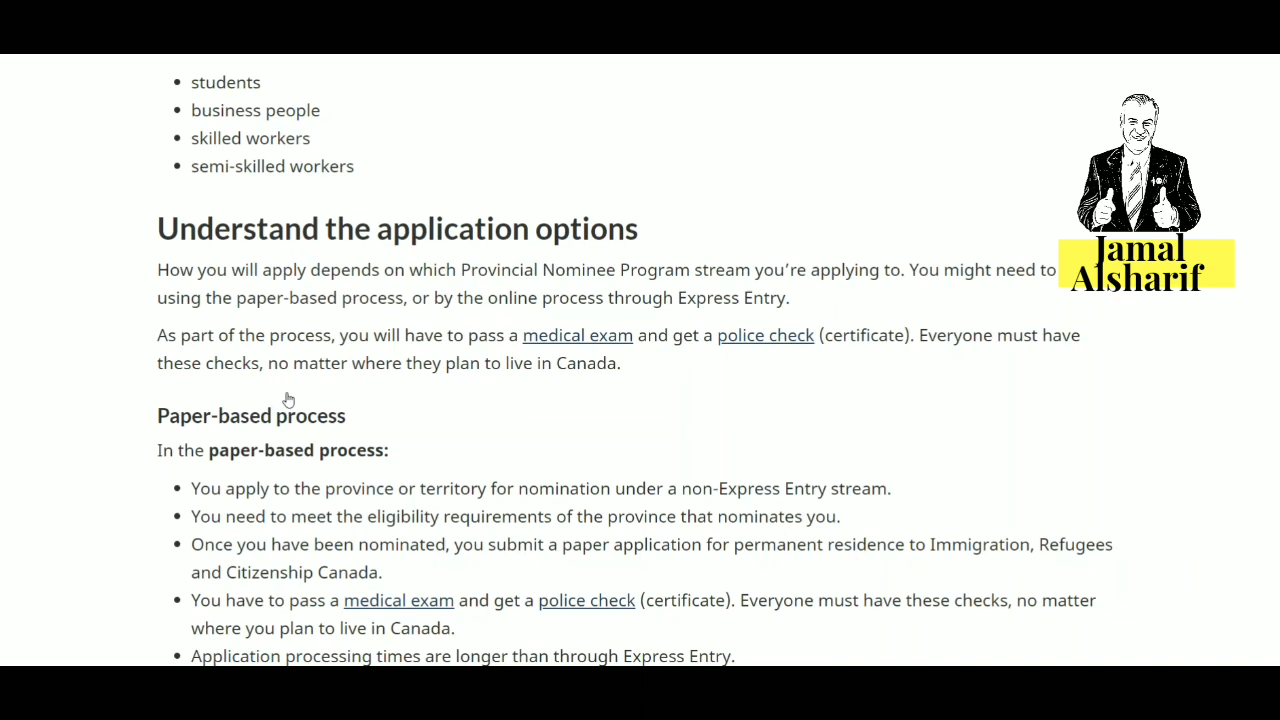 students
business people
skilled workers
semi-skilled workers
Understand the application options
How you will apply depends on which Provincial Nominee Program stream you're applying to. You might need to
using the paper-based process, or by the online process through Express Entry.
As part of the process, you will have to pass a medical exam and get a police check (certificate). Everyone must have
these checks, no matter where they plan to live in Canada.
Paper-based process
In the paper-based process:
You apply to the province or territory for nomination under a non-Express Entry stream.
You need to meet the eligibility requirements of the province that nominates you.
Once you have been nominated, you submit a paper application for permanent residence to Immigration, Refugees
and Citizenship Canada.
You have to pass a medical exam and get a police check (certificate). Everyone must have these checks, no matter
where you plan to live in Canada.
Application processing times are longer than through Express Entry.
Jamal
Alsharif